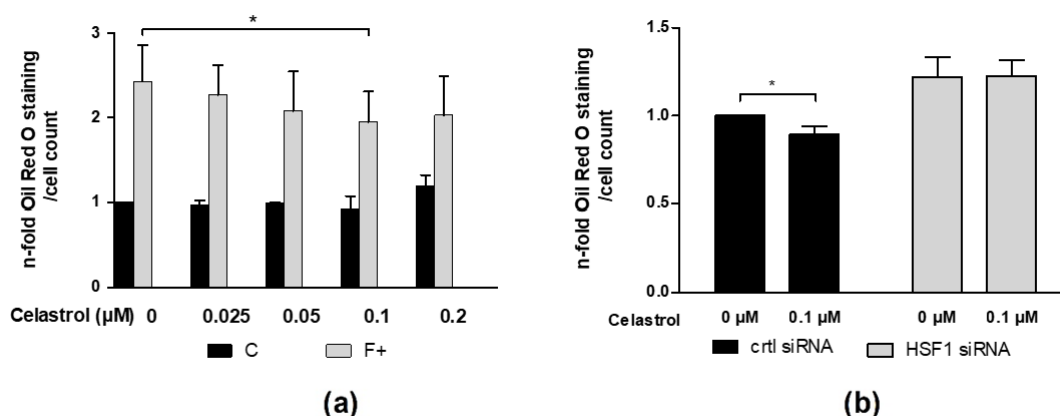 *
n-fold Oil Red O staining
/cell count
3
2
1
0
Celastrol (µM) 0 0.025 0.05 0.1 0.2
C F+
(a)
*
n-fold Oil Red O staining
/cell count
1.5
1.0
0.5
0.0
Celastrol 0 µM 0.1 µM 0 µM 0.1 µM
crtl siRNA HSF1 siRNA
(b)